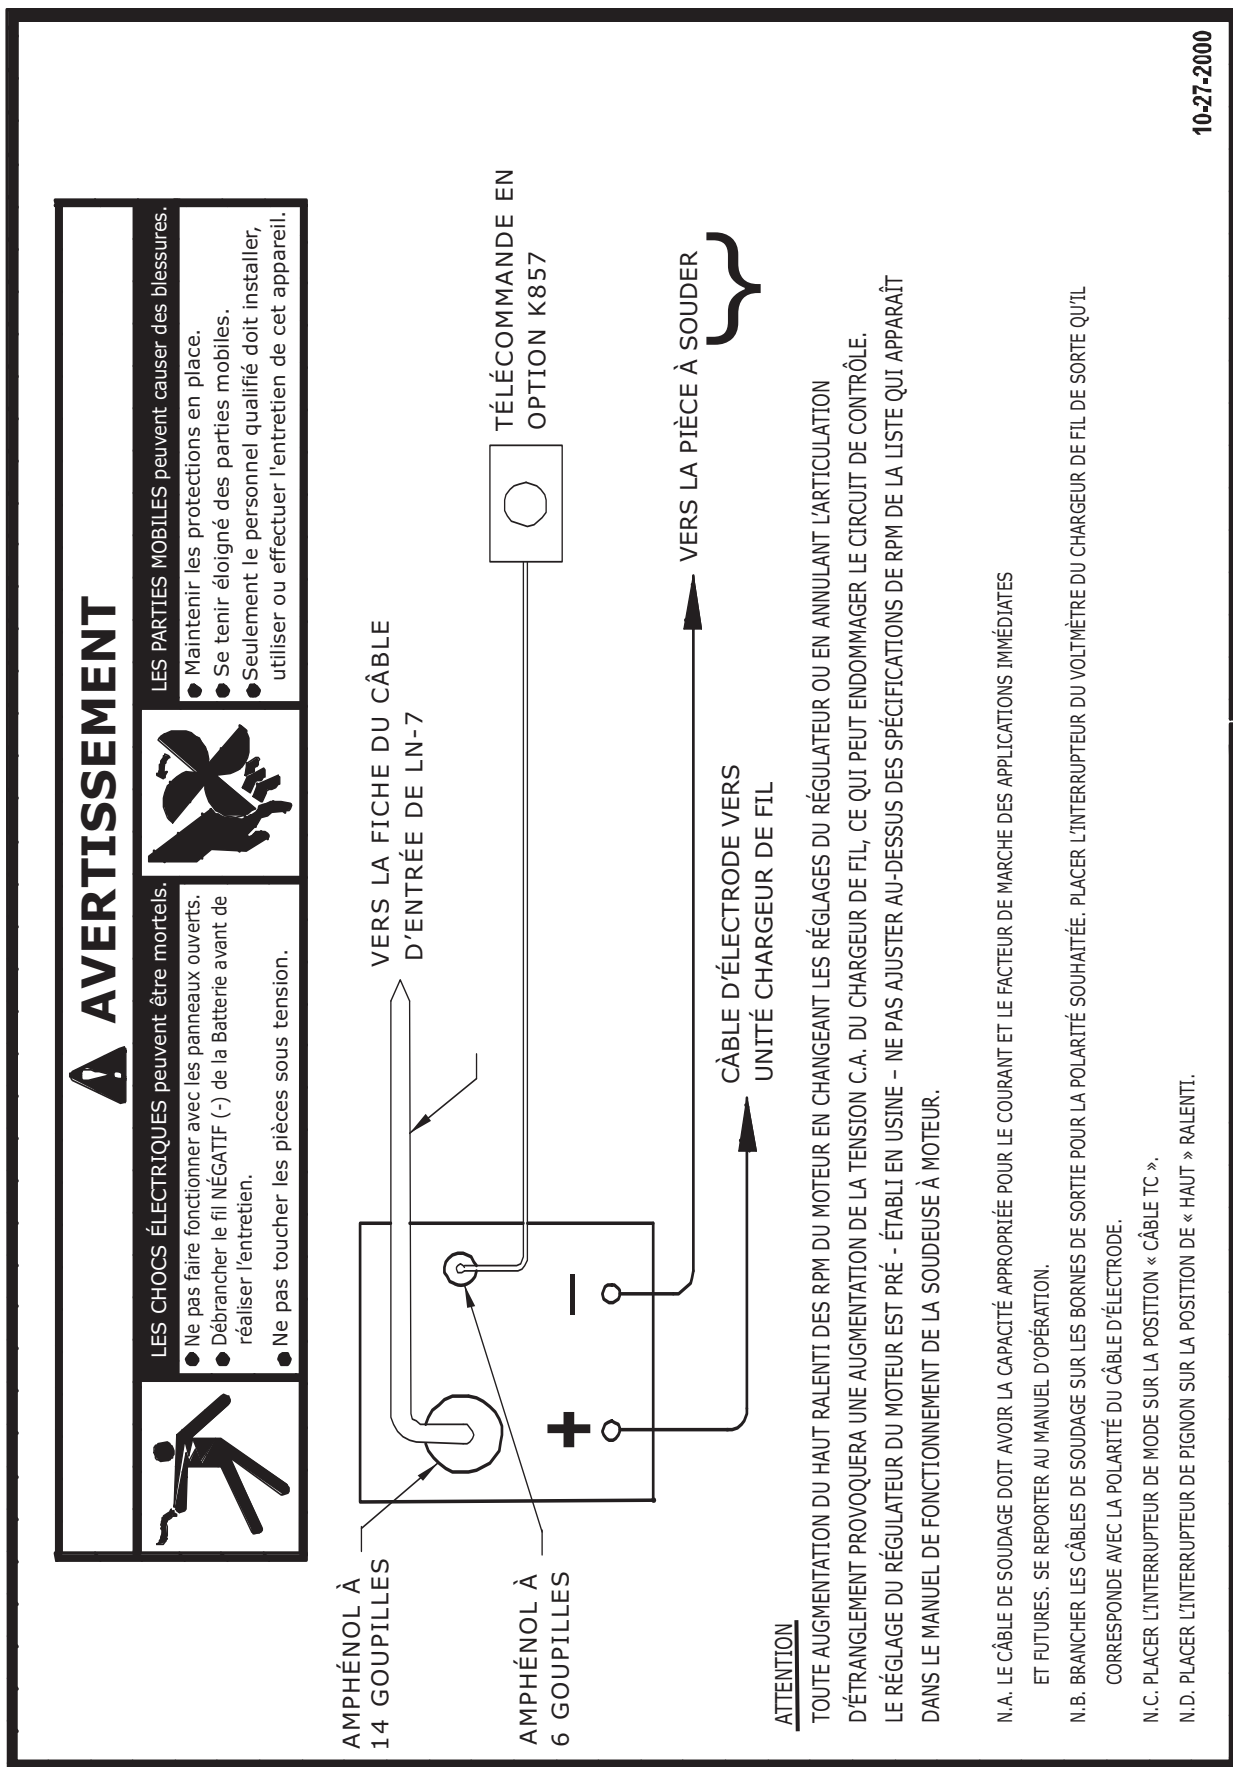 AVERTISSEMENT
LES CHOCS ÉLECTRIQUES peuvent être mortels.
● Ne pas faire fonctionner avec les panneaux ouverts.
● Débrancher le fil NÉGATIF (-) de la Batterie avant de
réaliser l'entretien.
● Ne pas toucher les pièces sous tension.
LES PARTIES MOBILES peuvent causer des blessures.
● Maintenir les protections en place.
● Se tenir éloigné des parties mobiles.
● Seulement le personnel qualifié doit installer,
utiliser ou effectuer l'entretien de cet appareil.
AMPHÉNOL À
14 GOUPILLES
AMPHÉNOL À
6 GOUPILLES
VERS LA FICHE DU CÂBLE
D'ENTRÉE DE LN-7
TÉLÉCOMMANDE EN
OPTION K857
+
–
CÀBLE D'ÉLECTRODE VERS
UNITÉ CHARGEUR DE FIL
VERS LA PIÈCE À SOUDER
}
ATTENTION
TOUTE AUGMENTATION DU HAUT RALENTI DES RPM DU MOTEUR EN CHANGEANT LES RÉGLAGES DU RÉGULATEUR OU EN ANNULANT L'ARTICULATION
D'ÉTRANGLEMENT PROVOQUERA UNE AUGMENTATION DE LA TENSION C.A. DU CHARGEUR DE FIL, CE QUI PEUT ENDOMMAGER LE CIRCUIT DE CONTRÔLE.
LE RÉGLAGE DU RÉGULATEUR DU MOTEUR EST PRÉ - ÉTABLI EN USINE – NE PAS AJUSTER AU-DESSUS DES SPÉCIFICATIONS DE RPM DE LA LISTE QUI APPARAÎT
DANS LE MANUEL DE FONCTIONNEMENT DE LA SOUDEUSE À MOTEUR.
N.A. LE CÂBLE DE SOUDAGE DOIT AVOIR LA CAPACITÉ APPROPRIÉE POUR LE COURANT ET LE FACTEUR DE MARCHE DES APPLICATIONS IMMÉDIATES
ET FUTURES. SE REPORTER AU MANUEL D'OPÉRATION.
N.B. BRANCHER LES CÂBLES DE SOUDAGE SUR LES BORNES DE SORTIE POUR LA POLARITÉ SOUHAITÉE. PLACER L'INTERRUPTEUR DU VOLTMÈTRE DU CHARGEUR DE FIL DE SORTE QU'IL
CORRESPONDE AVEC LA POLARITÉ DU CÂBLE D'ÉLECTRODE.
N.C. PLACER L'INTERRUPTEUR DE MODE SUR LA POSITION « CÂBLE TC ».
N.D. PLACER L'INTERRUPTEUR DE PIGNON SUR LA POSITION DE « HAUT » RALENTI.
10-27-2000